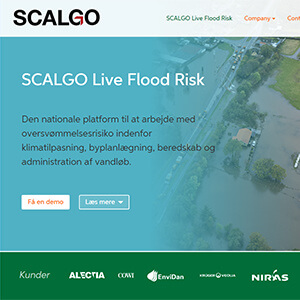 SCALGO
SCALGO Live Flood Risk
Company
Cont
SCALGO Live Flood Risk
Den nationale platform til at arbejde med
oversvømmelsesrisiko indenfor
klimatilpasning, byplanlægning, beredskab og
administration af vandløb.
Få en demo
Læs mere
Kunder
ALECTIA
COWI
EnviDan
KRÜGER VEOLIA
NIRAS